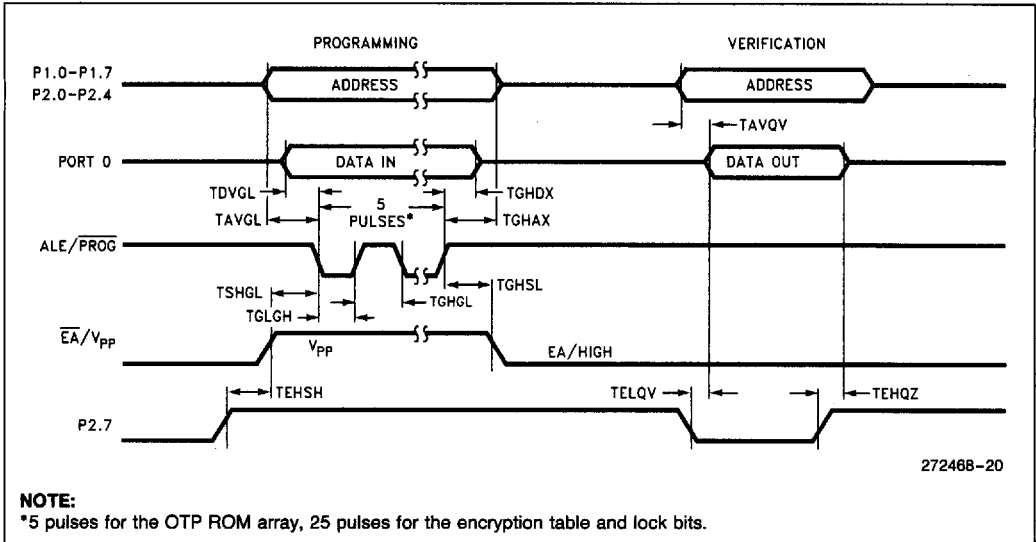 PROGRAMMING VERIFICATION
P1.0–P1.7
P2.0–P2.4
ADDRESS ADDRESS
TAVQV
PORT 0 DATA IN DATA OUT
TDVGL 5 TGHDX
TAVGL PULSES* TGHAX
ALE/PROG
TSHGL TGHGL TGHSL
TGLGH
EA/VPP VPP EA/HIGH
TEHSH TELQV TEHQZ
P2.7
272468–20
NOTE:
*5 pulses for the OTP ROM array, 25 pulses for the encryption table and lock bits.